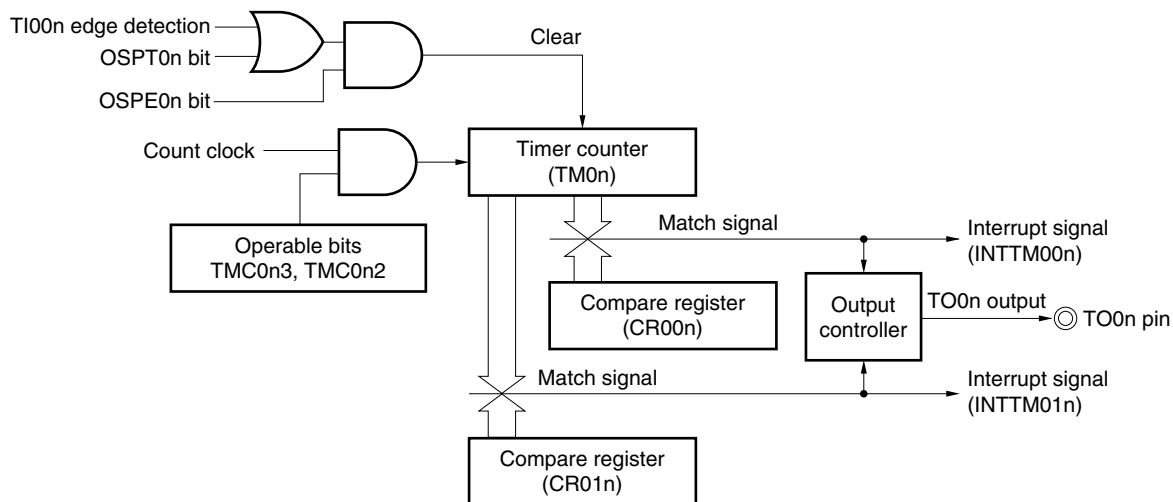 TI00n edge detection
OSPT0n bit
OSPE0n bit
Clear
Count clock
Timer counter
(TM0n)
Operable bits
TMC0n3, TMC0n2
Match signal
Interrupt signal
(INTTM00n)
Compare register
(CR00n)
Output
controller
TO0n output
TO0n pin
Match signal
Interrupt signal
(INTTM01n)
Compare register
(CR01n)